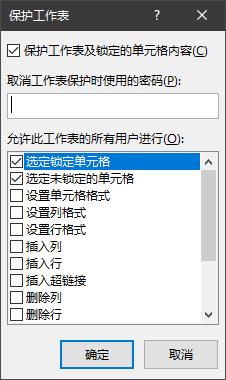 保护工作表
保护工作表及锁定的单元格内容(C)
取消工作表保护时使用的密码(P):
允许此工作表的所有用户进行(O):
选定锁定单元格
选定未锁定的单元格
设置单元格格式
设置列格式
设置行格式
插入列
插入行
插入超链接
删除列
删除行
确定 取消